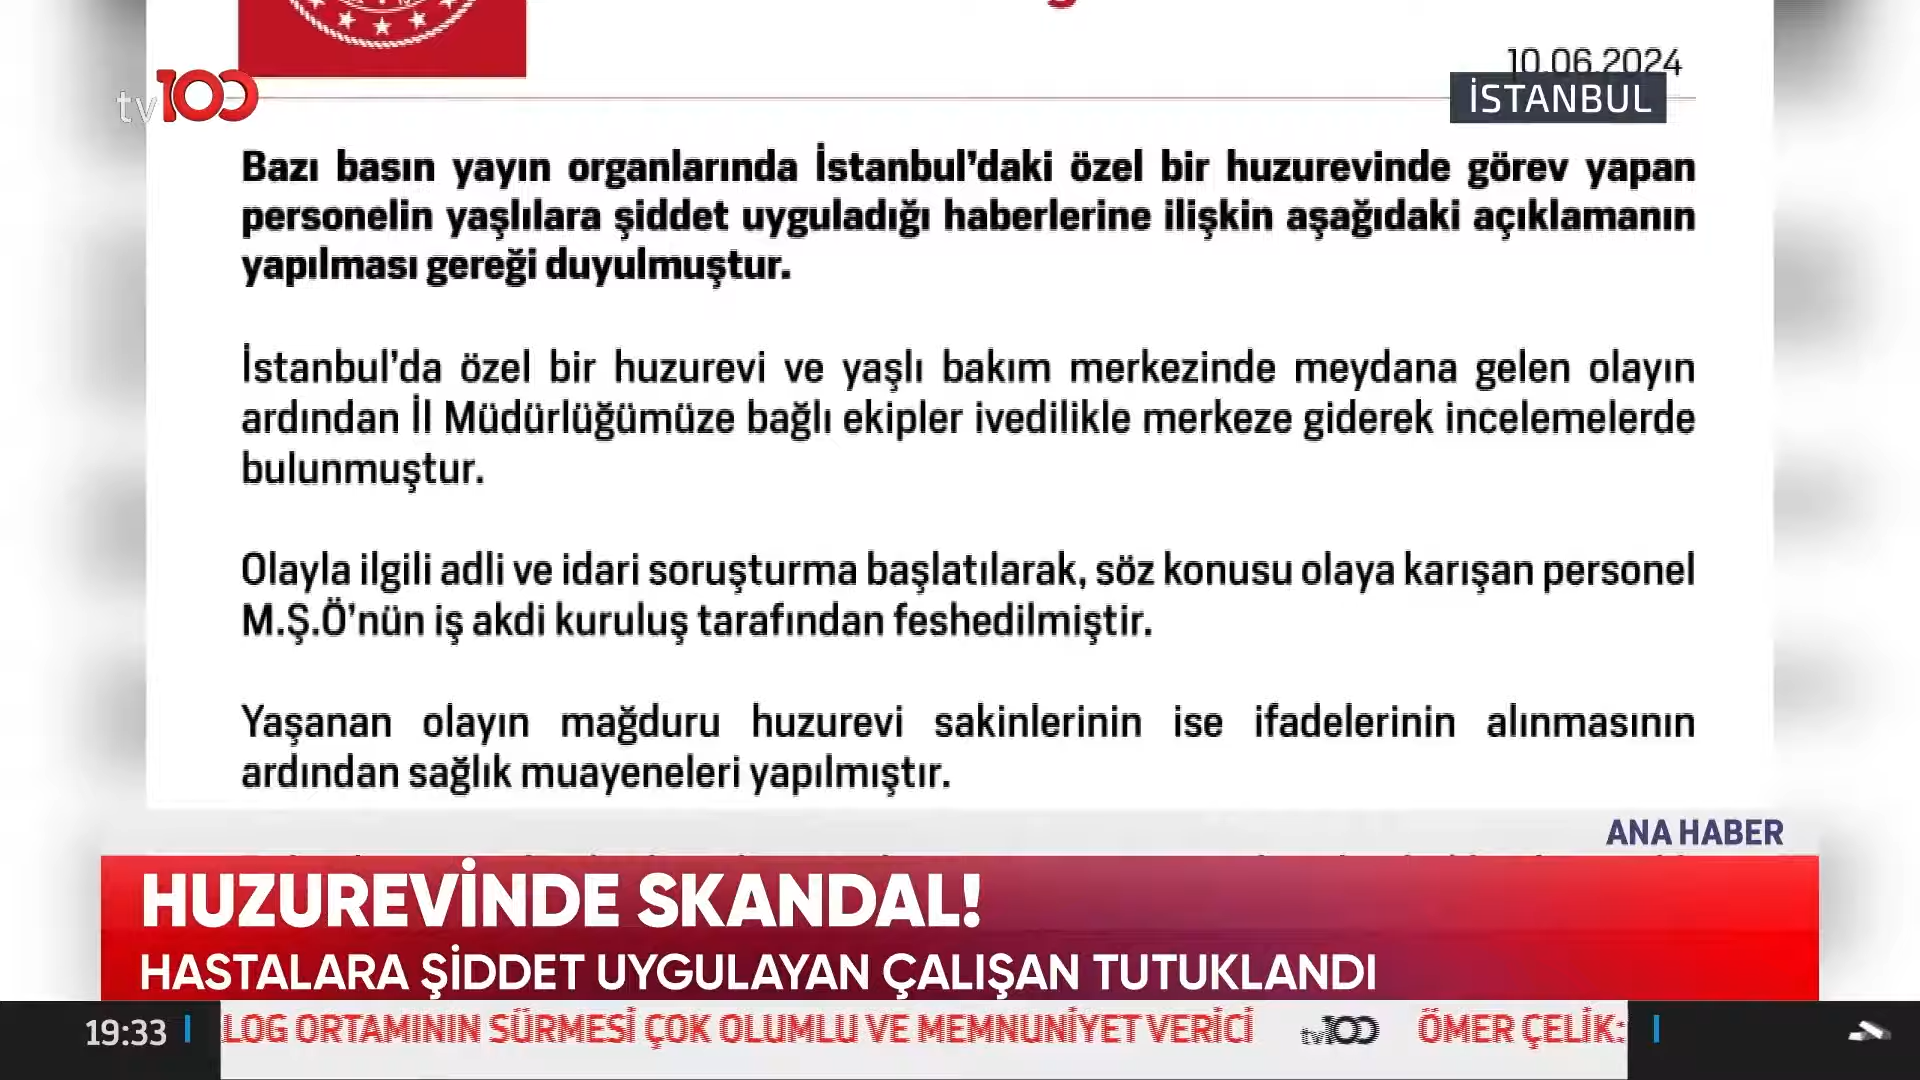 10.06.2024
tv100
İSTANBUL
Bazı basın yayın organlarında İstanbul'daki özel bir huzurevinde görev yapan
personelin yaşlılara şiddet uyguladığı haberlerine ilişkin aşağıdaki açıklamanın
yapılması gereği duyulmuştur.
İstanbul'da özel bir huzurevi ve yaşlı bakım merkezinde meydana gelen olayın
ardından İl Müdürlüğümüze bağlı ekipler ivedilikle merkeze giderek incelemelerde
bulunmuştur.
Olayla ilgili adli ve idari soruşturma başlatılarak, söz konusu olaya karışan personel
M.Ş.Ö'nün iş akdi kuruluş tarafından feshedilmiştir.
Yaşanan olayın mağduru huzurevi sakinlerinin ise ifadelerinin alınmasının
ardından sağlık muayeneleri yapılmıştır.
ANA HABER
HUZUREVİNDE SKANDAL!
HASTALARA ŞİDDET UYGULAYAN ÇALIŞAN TUTUKLANDI
19:33 LOG ORTAMININ SÜRMESİ ÇOK OLUMLU VE MEMNUNİYET VERİCİ tv100 ÖMER ÇELİK: